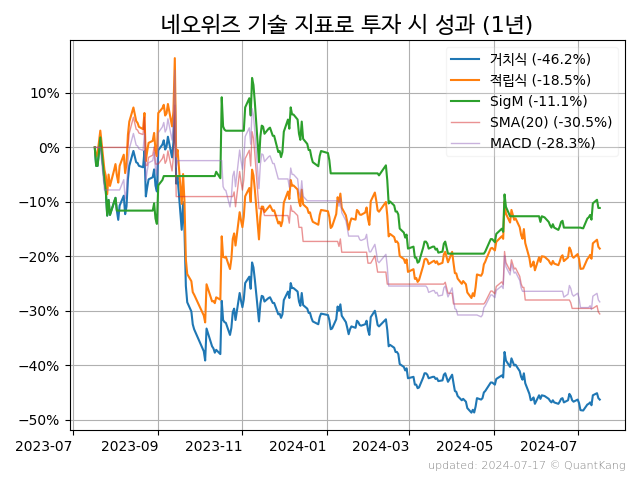 네오위즈 기술 지표로 투자 시 성과 (1년)
거치식 (-46.2%)
적립식 (-18.5%)
SigM (-11.1%)
SMA(20) (-30.5%)
MACD (-28.3%)
10%
0%
−10%
−20%
−30%
−40%
−50%
2023-07
2023-09
2023-11
2024-01
2024-03
2024-05
2024-07
updated: 2024-07-17 © QuantKang